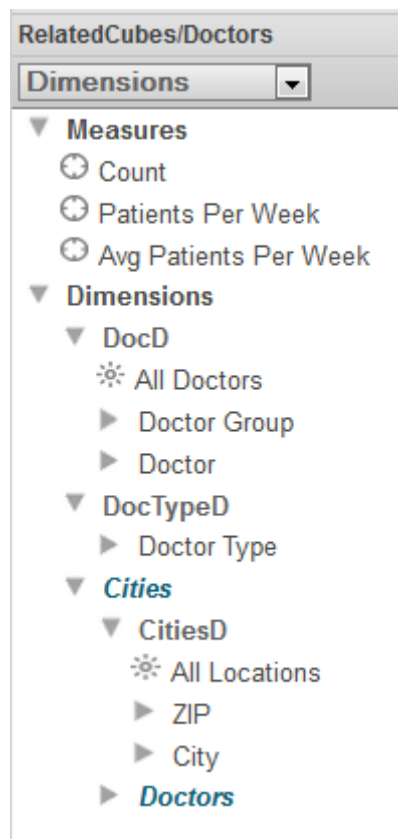 RelatedCubes/Doctors
Dimensions
Measures
Count
Patients Per Week
Avg Patients Per Week
Dimensions
DocD
All Doctors
Doctor Group
Doctor
DocTypeD
Doctor Type
Cities
CitiesD
All Locations
ZIP
City
Doctors